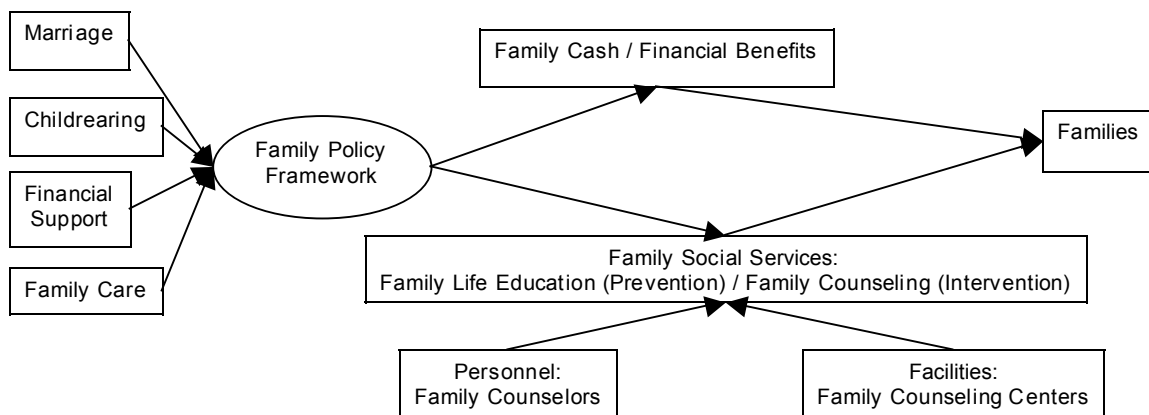 Marriage
Family Cash / Financial Benefits
Childrearing
Families
Family Policy
Framework
Financial
Support
Family Social Services:
Family Life Education (Prevention) / Family Counseling (Intervention)
Family Care
Personnel:
Family Counselors
Facilities:
Family Counseling Centers